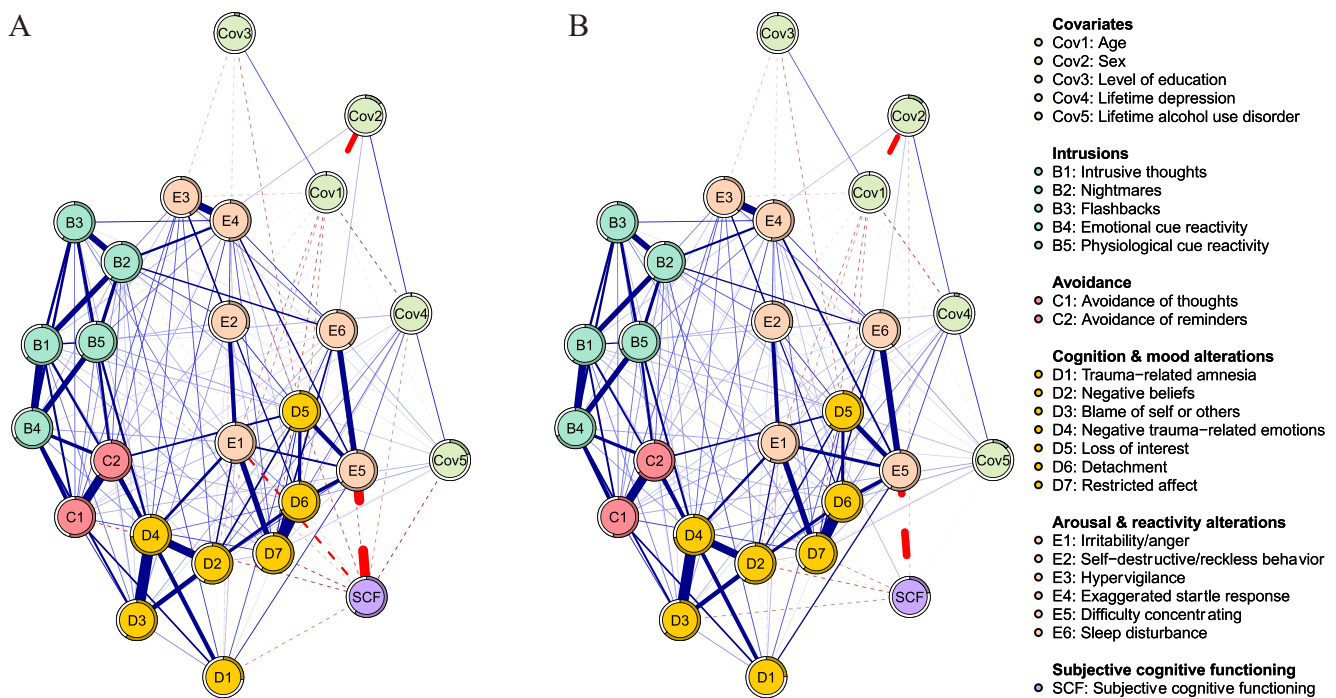 A
B
Cov3
Cov2
Cov1
E3
E4
B3
B2
E2
E6
Cov4
B1
B5
D5
B4
C2
E1
E5
Cov5
D6
C1
D4
D2
D7
SCF
D3
D1
Cov3
Cov2
Cov1
E3
E4
B3
B2
E2
E6
Cov4
B1
B5
D5
B4
C2
E1
E5
Cov5
D6
C1
D4
D2
D7
SCF
D3
D1
Covariates
Cov1: Age
Cov2: Sex
Cov3: Level of education
Cov4: Lifetime depression
Cov5: Lifetime alcohol use disorder
Intrusions
B1: Intrusive thoughts
B2: Nightmares
B3: Flashbacks
B4: Emotional cue reactivity
B5: Physiological cue reactivity
Avoidance
C1: Avoidance of thoughts
C2: Avoidance of reminders
Cognition & mood alterations
D1: Trauma−related amnesia
D2: Negative beliefs
D3: Blame of self or others
D4: Negative trauma−related emotions
D5: Loss of interest
D6: Detachment
D7: Restricted affect
Arousal & reactivity alterations
E1: Irritability/anger
E2: Self−destructive/reckless behavior
E3: Hypervigilance
E4: Exaggerated startle response
E5: Difficulty concentrating
E6: Sleep disturbance
Subjective cognitive functioning
SCF: Subjective cognitive functioning